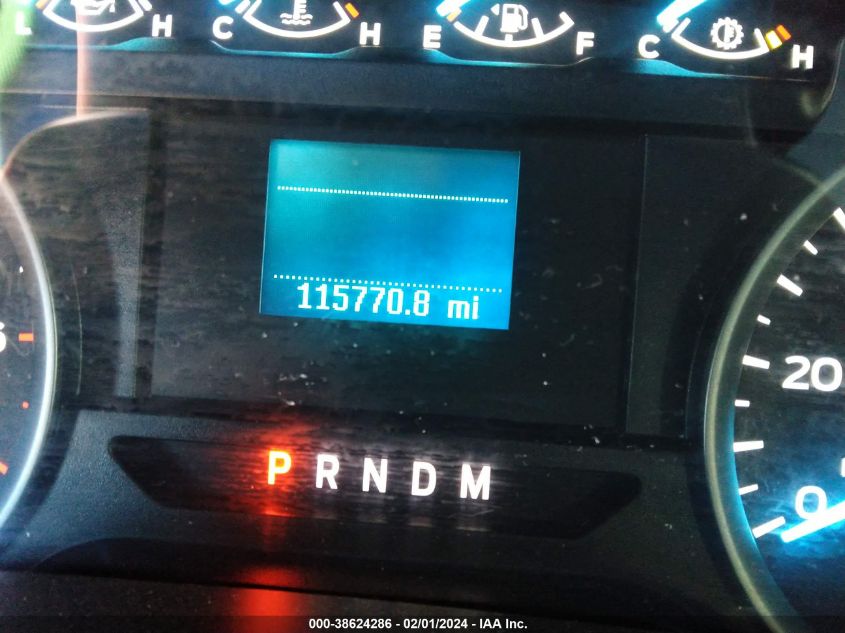 L H C H E F C H
115770.8 mi
20
0
P R N D M
000-38624286 - 02/01/2024 - IAA Inc.